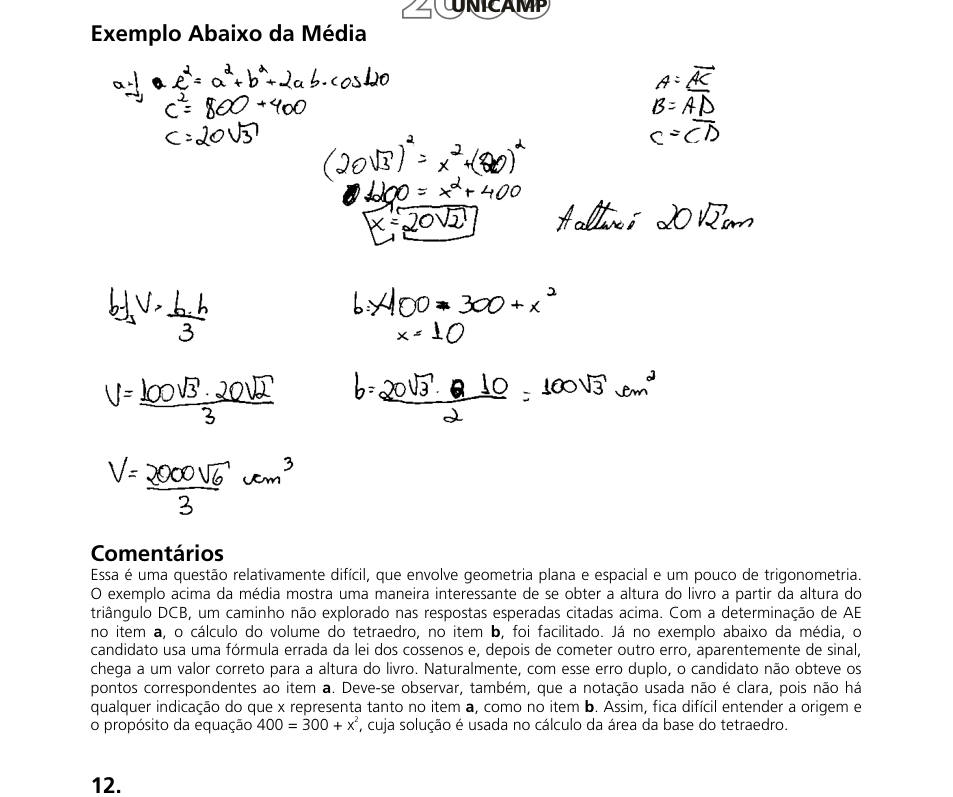 2006
UNICAMP
Exemplo Abaixo da Média
a) c² = a² + b² + 2ab.cos120
A = AC
c² = 800 + 400
B = AD
c = 20√3
C = CD
(20√3)² = x² + (20)²
1200 = x² + 400
x = 20√2
A altura é 20√2 cm
b) V = b.h / 3
b: 400 = 300 + x²
x = 10
V = 100√3 . 20√2 / 3
b = 20√3 . 10 / 2 = 100√3 cm²
V = 2000√6 / 3 cm³
Comentários
Essa é uma questão relativamente difícil, que envolve geometria plana e espacial e um pouco de trigonometria.
O exemplo acima da média mostra uma maneira interessante de se obter a altura do livro a partir da altura do
triângulo DCB, um caminho não explorado nas respostas esperadas citadas acima. Com a determinação de AE
no item a, o cálculo do volume do tetraedro, no item b, foi facilitado. Já no exemplo abaixo da média, o
candidato usa uma fórmula errada da lei dos cossenos e, depois de cometer outro erro, aparentemente de sinal,
chega a um valor correto para a altura do livro. Naturalmente, com esse erro duplo, o candidato não obteve os
pontos correspondentes ao item a. Deve-se observar, também, que a notação usada não é clara, pois não há
qualquer indicação do que x representa tanto no item a, como no item b. Assim, fica difícil entender a origem e
o propósito da equação 400 = 300 + x², cuja solução é usada no cálculo da área da base do tetraedro.
12.